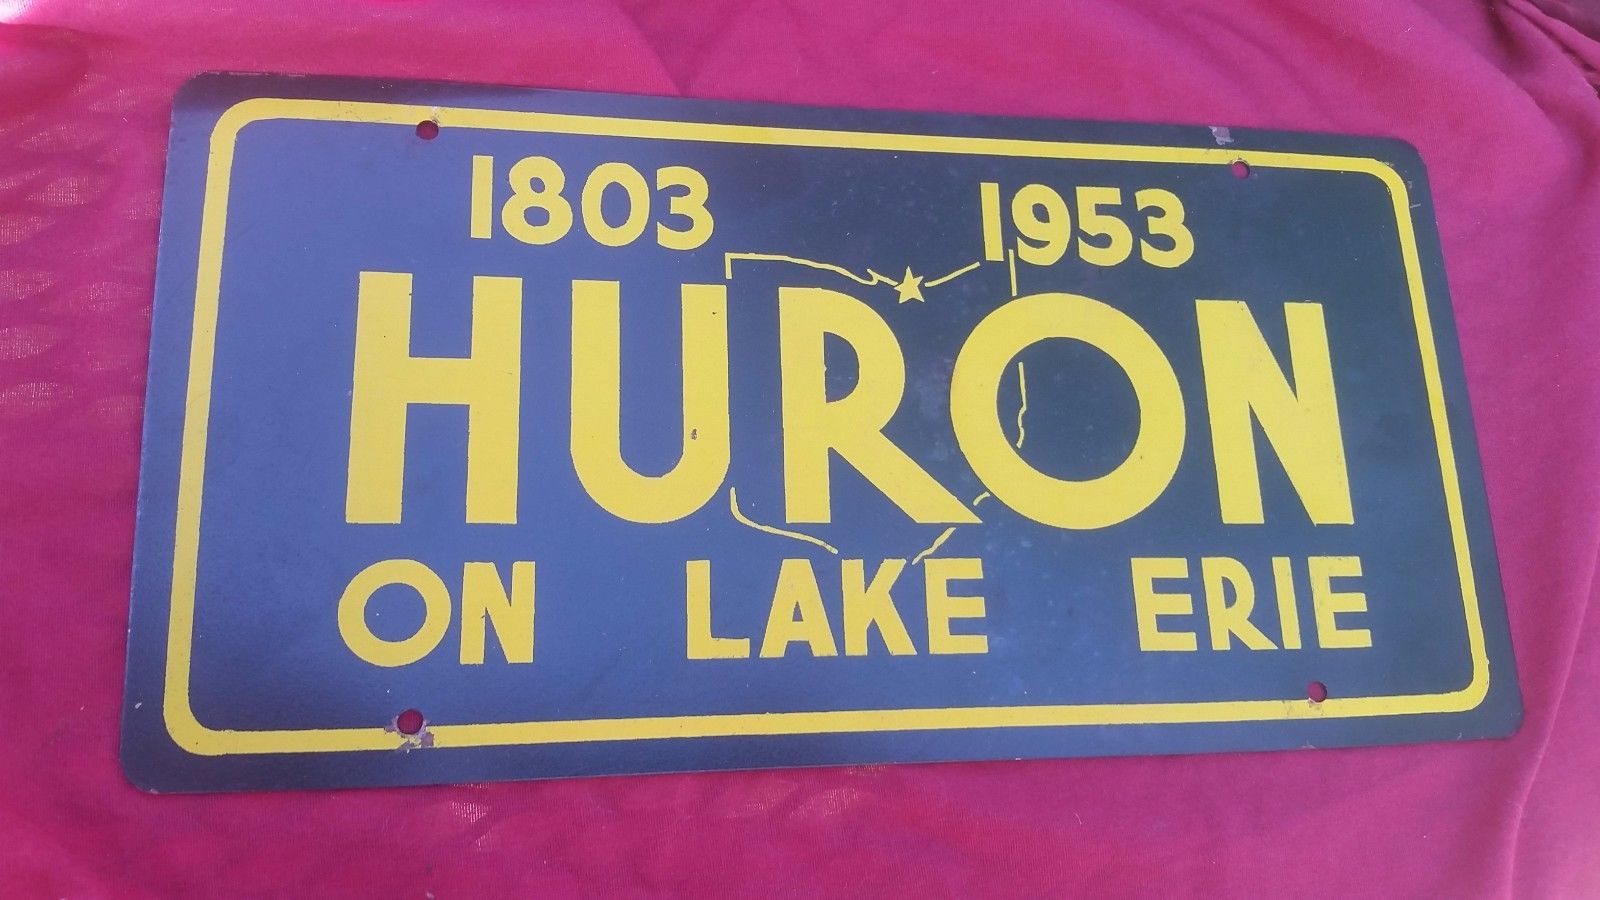 1803 1953
HURON
ON LAKE ERIE